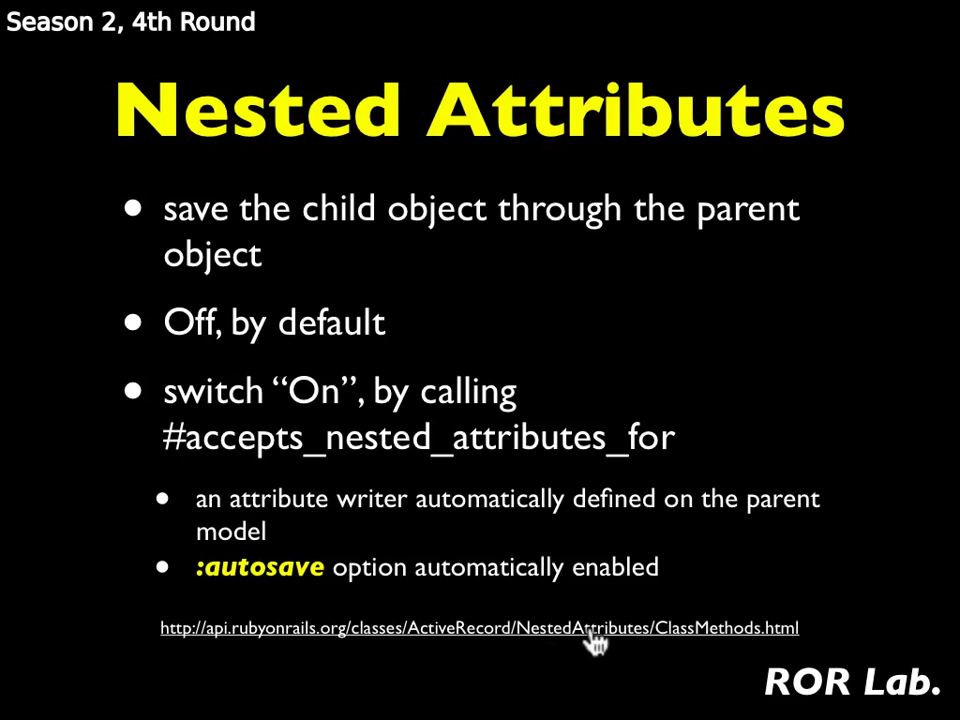 Season 2, 4th Round
Nested Attributes
• save the child object through the parent
object
• Off, by default
• switch “On”, by calling
#accepts_nested_attributes_for
• an attribute writer automatically defined on the parent
model
• :autosave option automatically enabled
http://api.rubyonrails.org/classes/ActiveRecord/NestedAttributes/ClassMethods.html
ROR Lab.